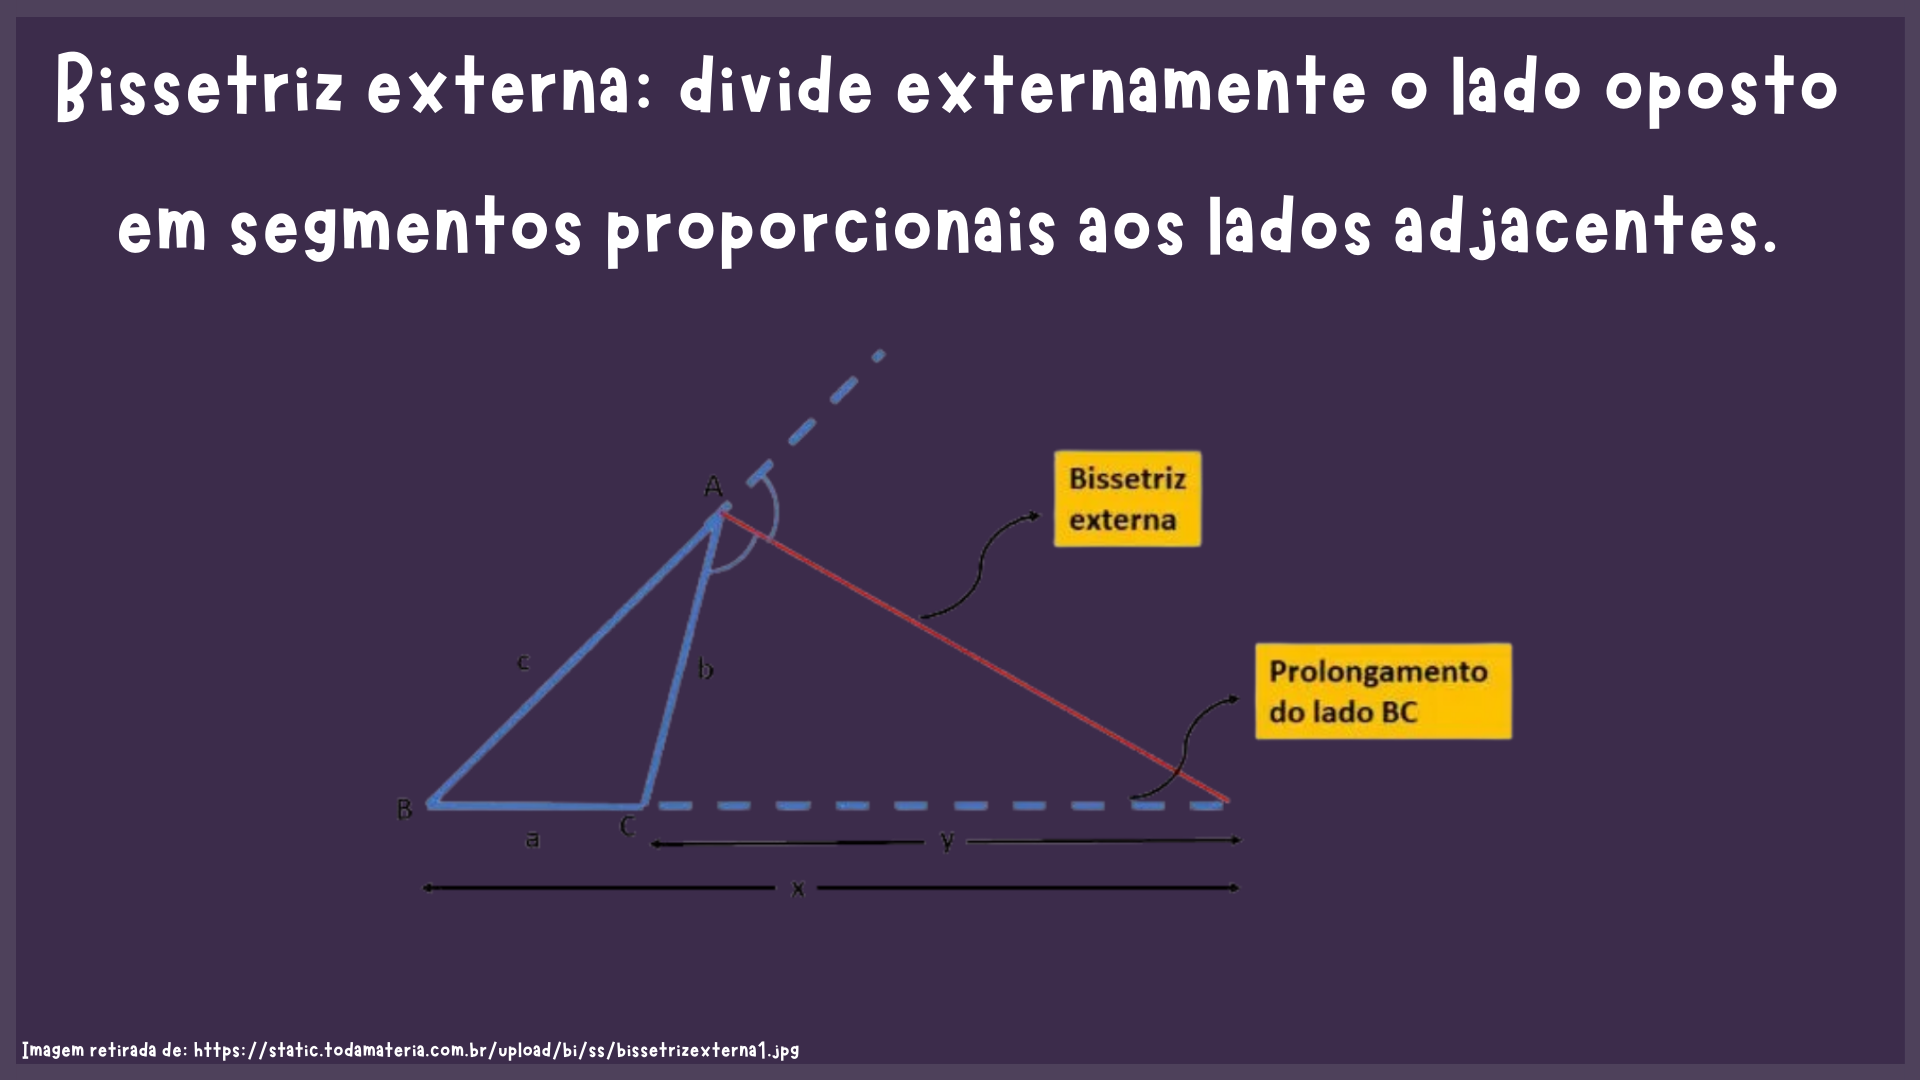 Bissetriz externa: divide externamente o lado oposto
em segmentos proporcionais aos lados adjacentes.
A
Bissetriz
externa
c
b
Prolongamento
do lado BC
B
C
a
y
x
Imagem retirada de: https://static.todamateria.com.br/upload/bi/ss/bissetrizexterna1.jpg